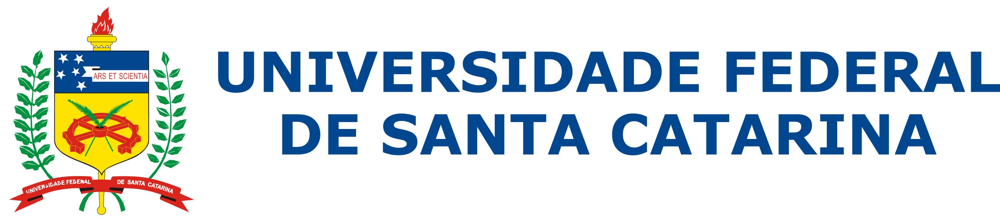 ARS ET SCIENTIA
UNIVERSIDADE FEDERAL
DE SANTA CATARINA
UNIVERSIDADE FEDERAL
DE SANTA CATARINA